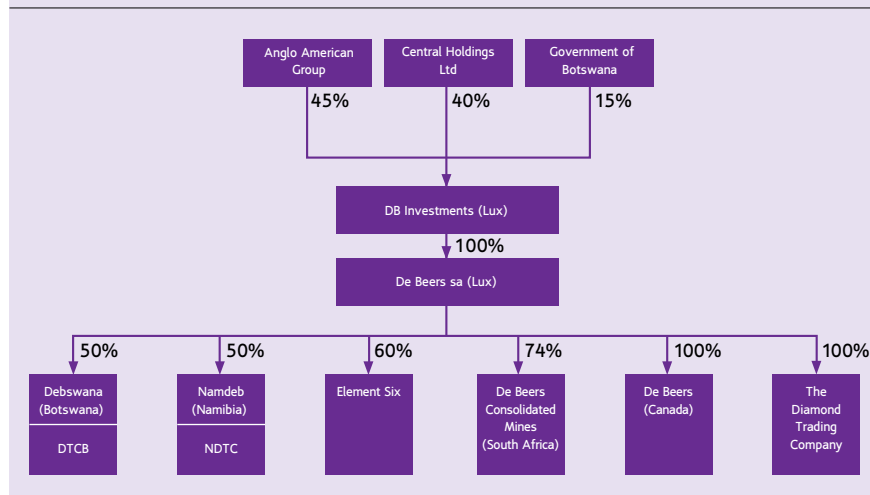 Anglo American
Group
Central Holdings
Ltd
Government of
Botswana
45%
40%
15%
DB Investments (Lux)
100%
De Beers sa (Lux)
50%
50%
60%
74%
100%
100%
Debswana
(Botswana)
DTCB
Namdeb
(Namibia)
NDTC
Element Six
De Beers
Consolidated
Mines
(South Africa)
De Beers
(Canada)
The
Diamond
Trading
Company